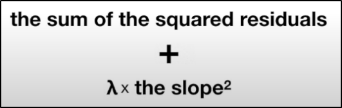 the sum of the squared residuals
+
λ x the slope²